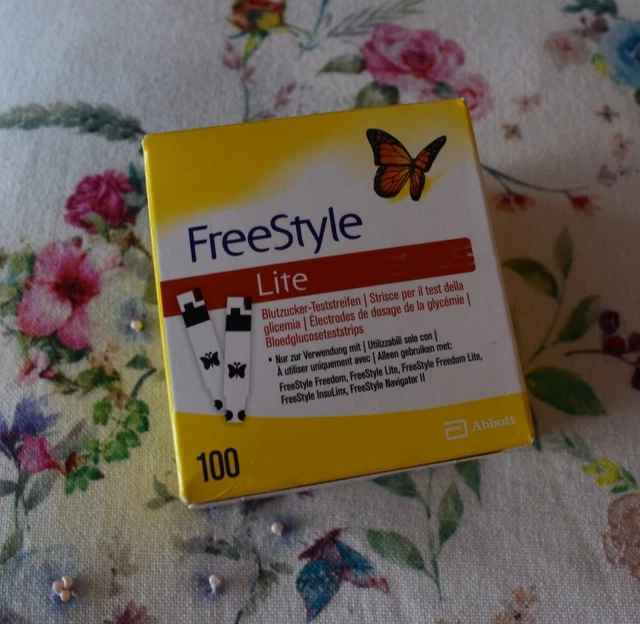 FreeStyle
Lite
Blutzucker-Teststreifen | Strisce per il test della
glicemia | Électrodes de dosage de la glycémie |
Bloedglucoseteststrips
• Nur zur Verwendung mit | Utilizzabili solo con |
À utiliser uniquement avec | Alleen gebruiken met:
FreeStyle Freedom, FreeStyle Lite, FreeStyle Freedom Lite,
FreeStyle InsuLinx, FreeStyle Navigator II
100
Abbott